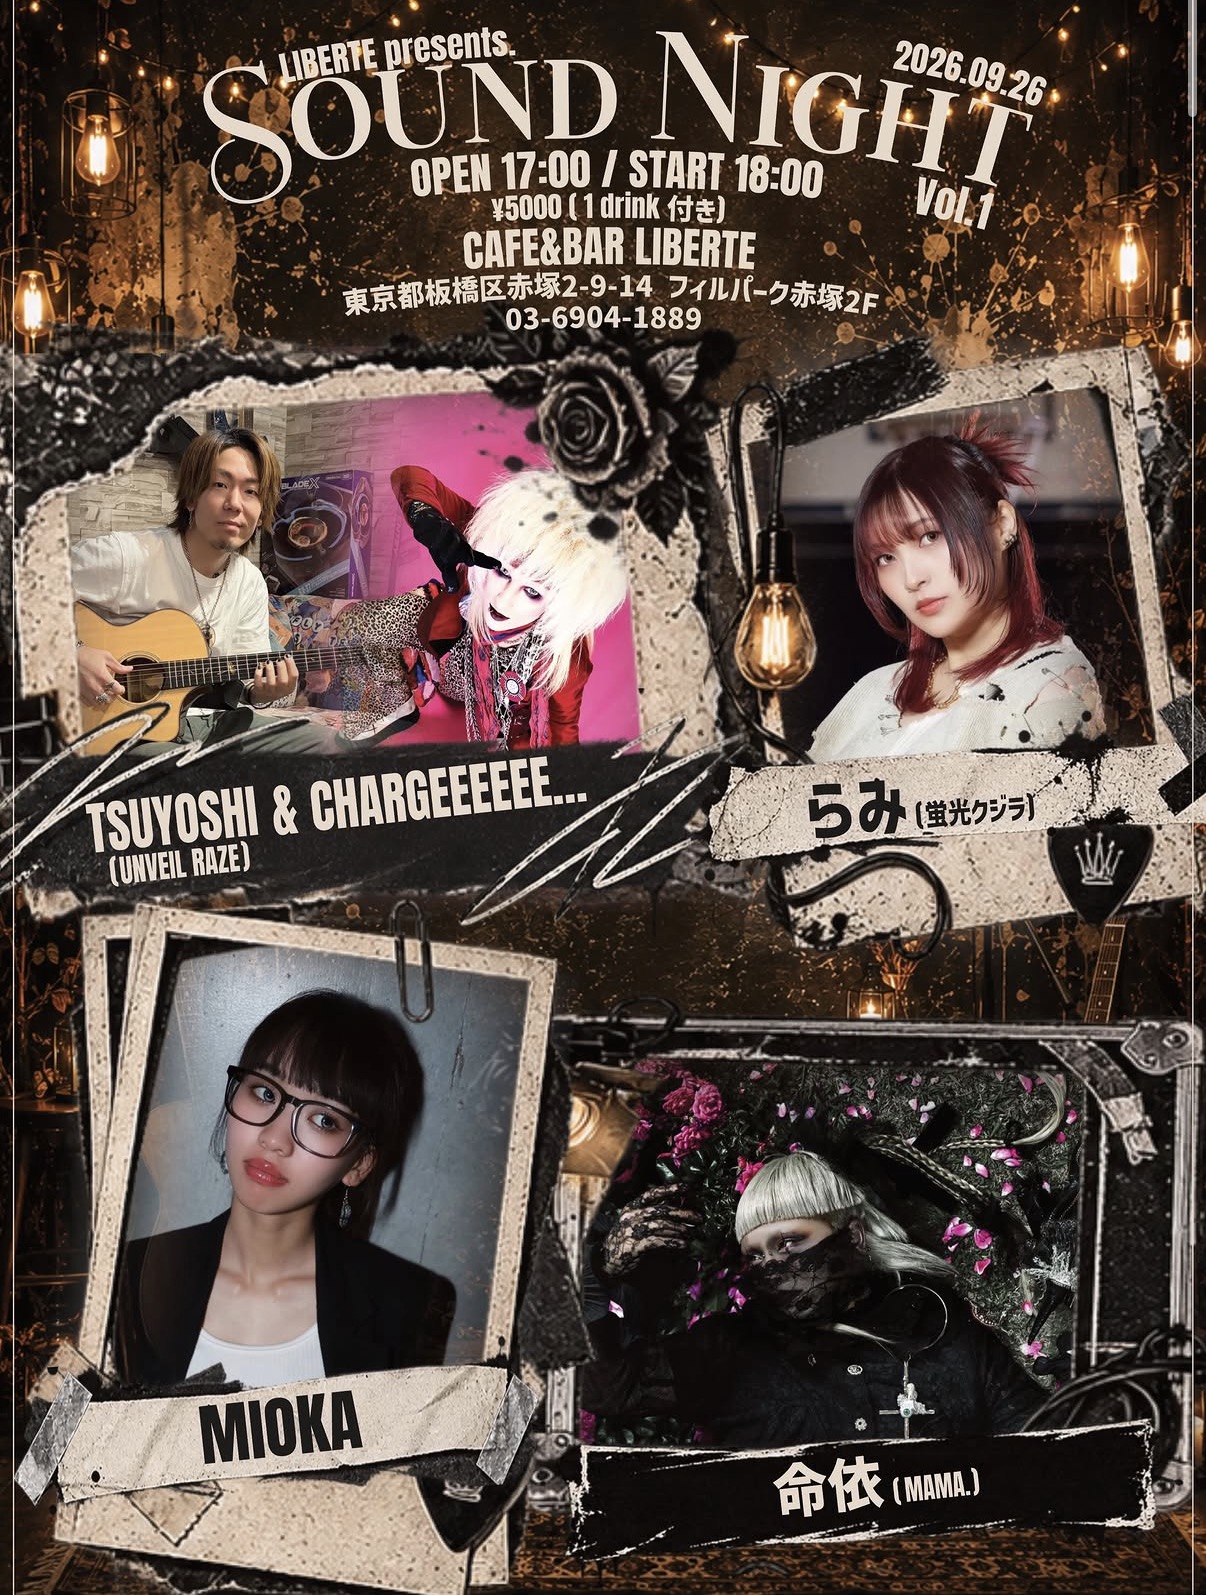 LIBERTE presents.
2026.09.26
SOUND NIGHT
Vol.1
OPEN 17:00 / START 18:00
¥5000 ( 1 drink 付き)
CAFE&BAR LIBERTE
東京都板橋区赤塚2-9-14 フィルパーク赤塚2F
03-6904-1889
BLADE X
TSUYOSHI & CHARGEEEEEE...
(UNVEIL RAZE)
らみ (蛍光クジラ)
MIOKA
命依 ( MAMA.)